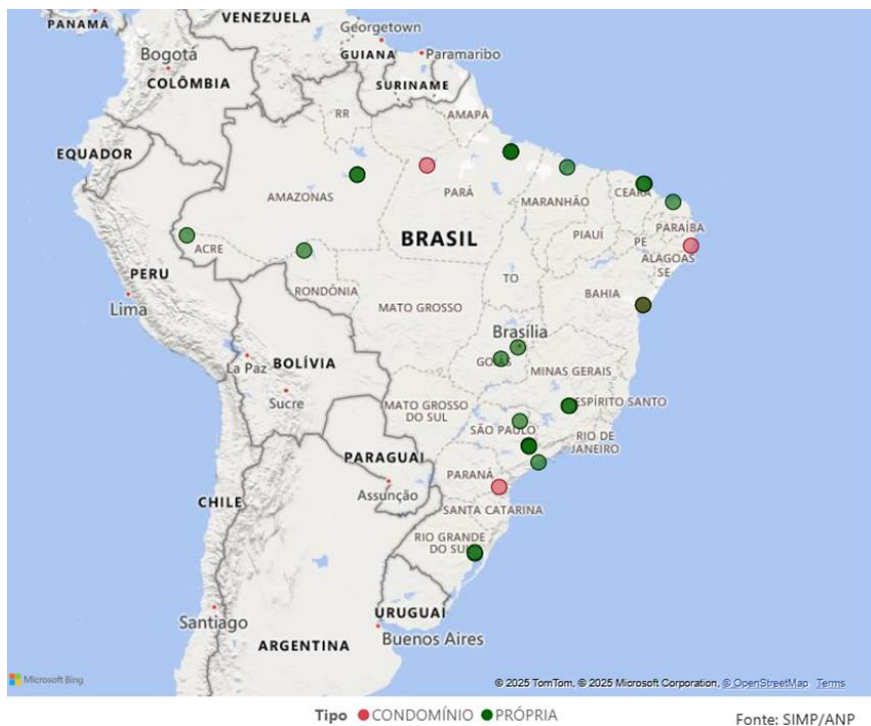 PANAMÁ
VENEZUELA
Georgetown
GUIANA
Paramaribo
Bogotá
COLÔMBIA
SURINAME
RR
AMAPÁ
EQUADOR
AMAZONAS
PARÁ
MARANHÃO
CEARÁ
PARAÍBA
PIAUÍ
PE
ALAGOAS
SE
ACRE
BRASIL
PERU
Lima
RONDÔNIA
TO
MATO GROSSO
BAHIA
Brasília
La Paz
BOLÍVIA
GOIÁS
MINAS GERAIS
Sucre
MATO GROSSO
DO SUL
ESPÍRITO SANTO
SÃO PAULO
RIO DE
JANEIRO
PARAGUAI
PARANÁ
Assunção
CHILE
SANTA CATARINA
RIO GRANDE
DO SUL
URUGUAI
Santiago
Buenos Aires
ARGENTINA
Microsoft Bing
© 2025 TomTom, © 2025 Microsoft Corporation, © OpenStreetMap Terms
Tipo CONDOMÍNIO PRÓPRIA
Fonte: SIMP/ANP